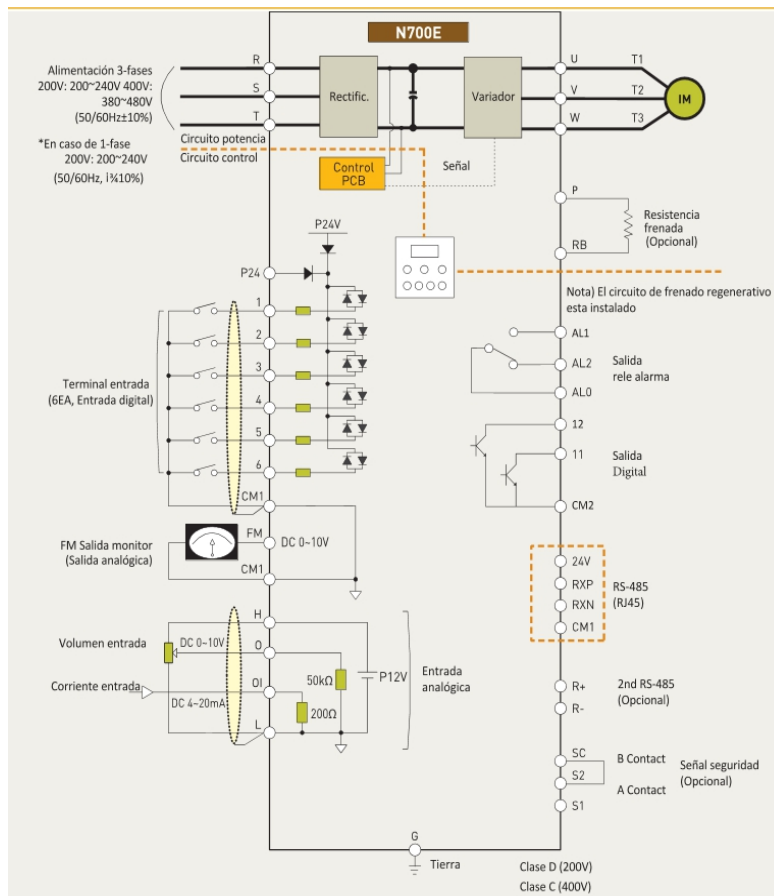 N700E
Alimentación 3-fases
200V: 200~240V 400V:
380~480V
(50/60Hz±10%)
*En caso de 1-fase
200V: 200~240V
(50/60Hz, i¾10%)
R
S
T
Rectific.
Variador
U
V
W
T1
T2
T3
IM
Circuito potencia
Circuito control
Control
PCB
Señal
P
RB
Resistencia
frenada
(Opcional)
Nota) El circuito de frenado regenerativo
esta instalado
P24V
P24
1
2
3
4
5
6
CM1
Terminal entrada
(6EA, Entrada digital)
AL1
AL2
AL0
Salida
rele alarma
12
11
CM2
Salida
Digital
FM Salida monitor
(Salida analógica)
FM
DC 0~10V
CM1
24V
RXP
RXN
CM1
RS-485
(RJ45)
Volumen entrada
Corriente entrada
H
DC 0~10V
O
OI
DC 4~20mA
L
50kΩ
200Ω
P12V
Entrada
analógica
R+
R-
2nd RS-485
(Opcional)
SC
S2
S1
B Contact
A Contact
Señal seguridad
(Opcional)
G
Tierra
Clase D (200V)
Clase C (400V)